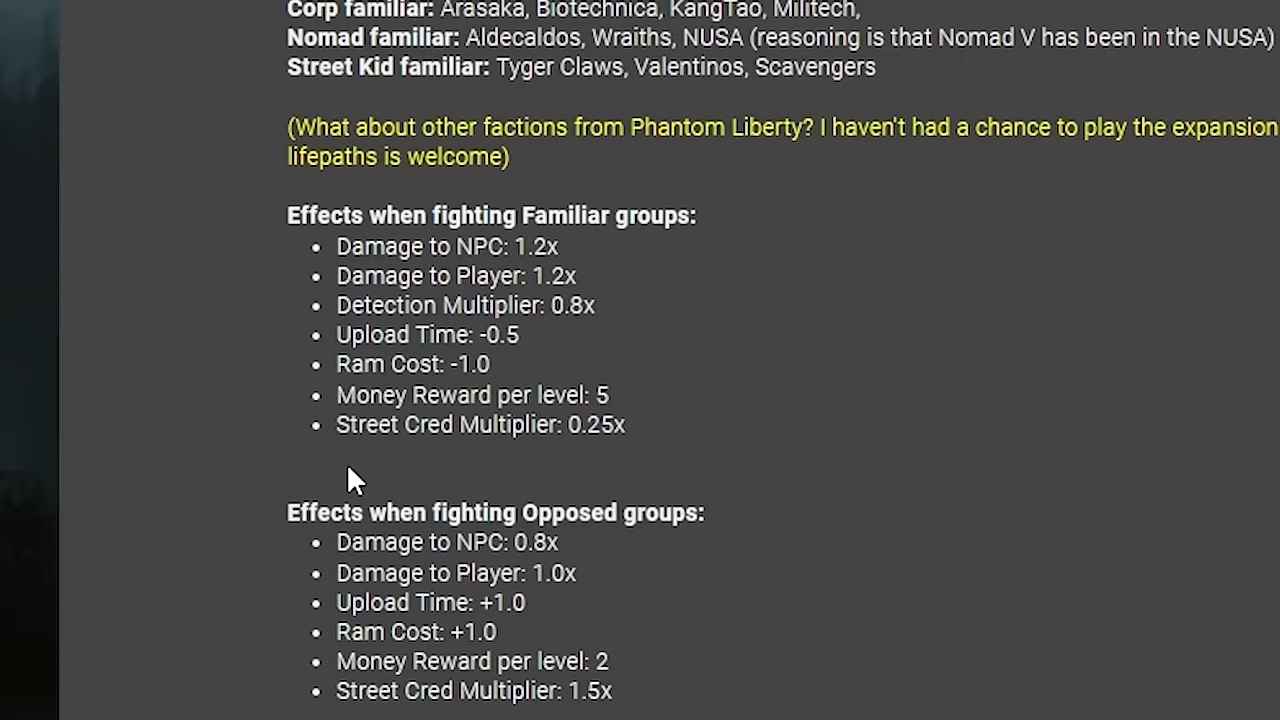 Corp familiar: Arasaka, Biotechnica, KangTao, Militech,
Nomad familiar: Aldecaldos, Wraiths, NUSA (reasoning is that Nomad V has been in the NUSA)
Street Kid familiar: Tyger Claws, Valentinos, Scavengers
(What about other factions from Phantom Liberty? I haven't had a chance to play the expansion
lifepaths is welcome)
Effects when fighting Familiar groups:
• Damage to NPC: 1.2x
• Damage to Player: 1.2x
• Detection Multiplier: 0.8x
• Upload Time: -0.5
• Ram Cost: -1.0
• Money Reward per level: 5
• Street Cred Multiplier: 0.25x
Effects when fighting Opposed groups:
• Damage to NPC: 0.8x
• Damage to Player: 1.0x
• Upload Time: +1.0
• Ram Cost: +1.0
• Money Reward per level: 2
• Street Cred Multiplier: 1.5x